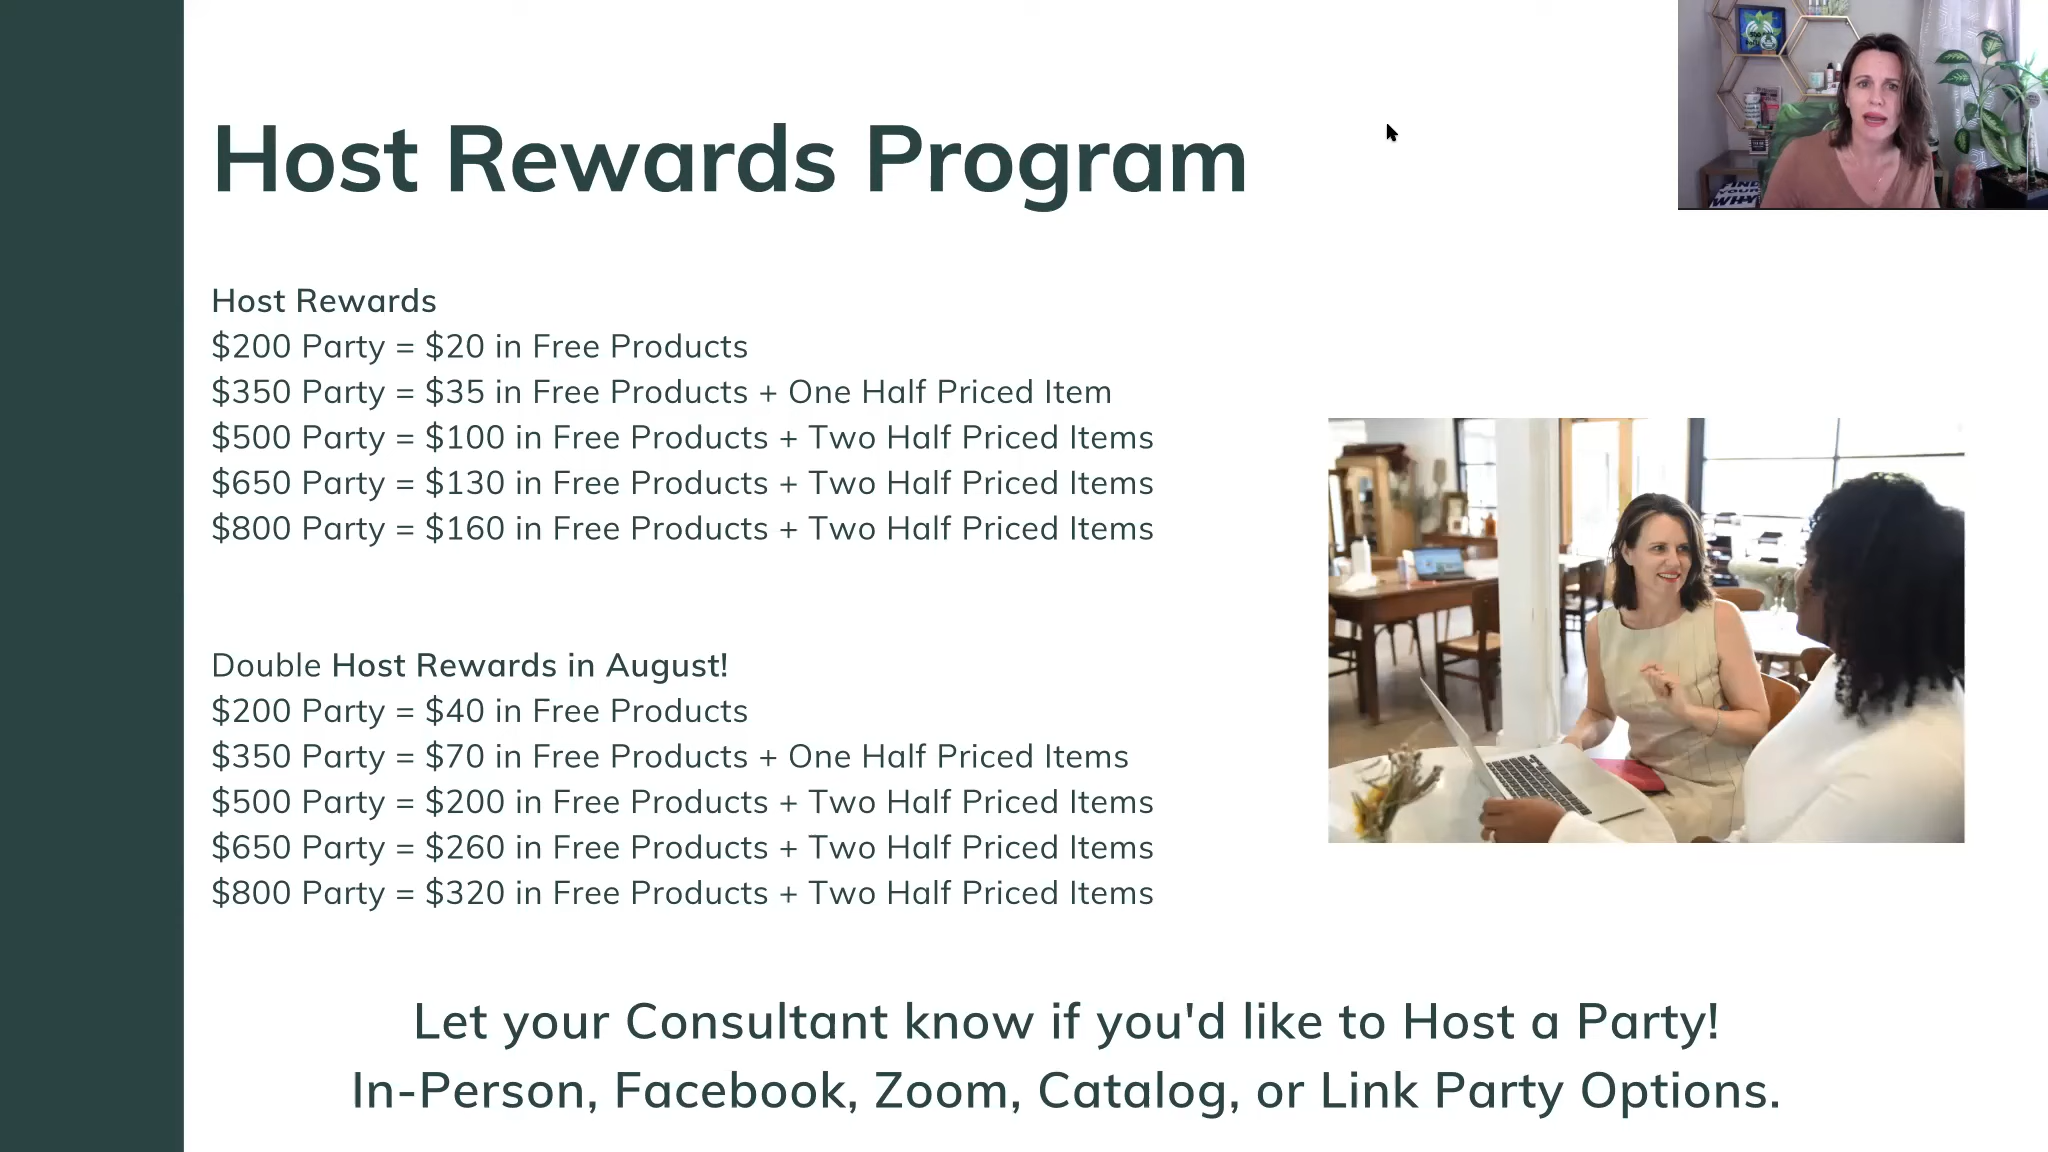 Host Rewards Program
Host Rewards
$200 Party = $20 in Free Products
$350 Party = $35 in Free Products + One Half Priced Item
$500 Party = $100 in Free Products + Two Half Priced Items
$650 Party = $130 in Free Products + Two Half Priced Items
$800 Party = $160 in Free Products + Two Half Priced Items
Double Host Rewards in August!
$200 Party = $40 in Free Products
$350 Party = $70 in Free Products + One Half Priced Items
$500 Party = $200 in Free Products + Two Half Priced Items
$650 Party = $260 in Free Products + Two Half Priced Items
$800 Party = $320 in Free Products + Two Half Priced Items
Let your Consultant know if you'd like to Host a Party!
In-Person, Facebook, Zoom, Catalog, or Link Party Options.
FIND
YOUR
WHY